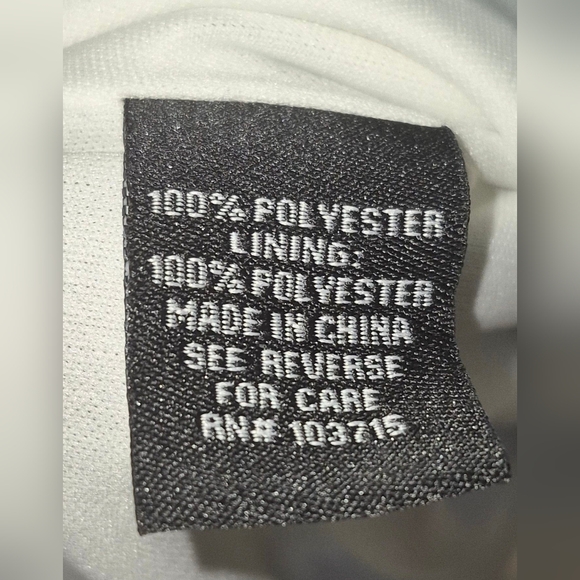 100% POLYESTER
LINING:
100% POLYESTER
MADE IN CHINA
SEE REVERSE
FOR CARE
RN# 103715